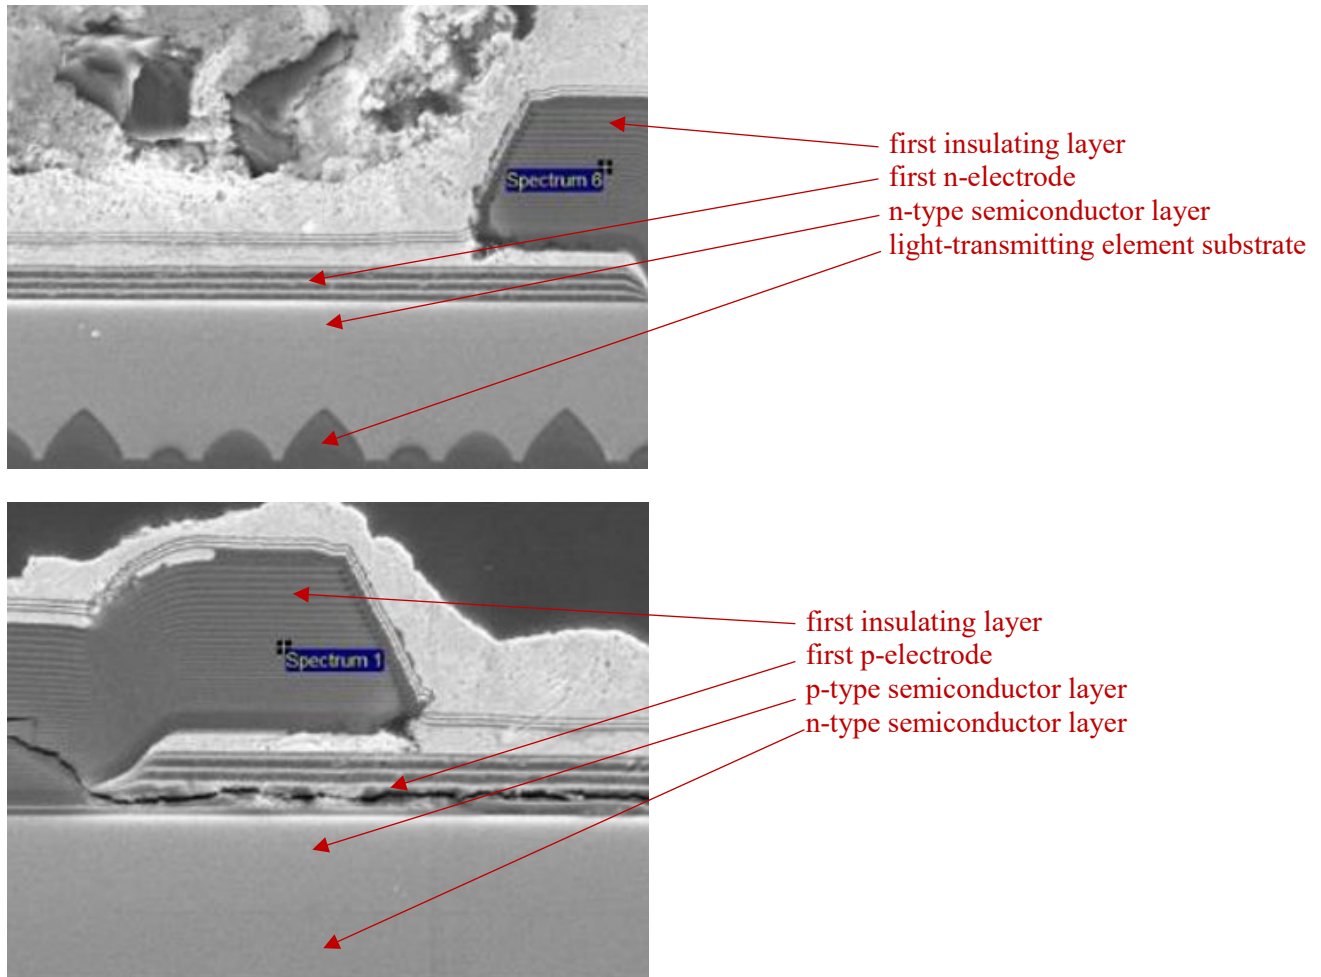 first insulating layer
first n-electrode
n-type semiconductor layer
light-transmitting element substrate
Spectrum 6
first insulating layer
first p-electrode
p-type semiconductor layer
n-type semiconductor layer
Spectrum 1